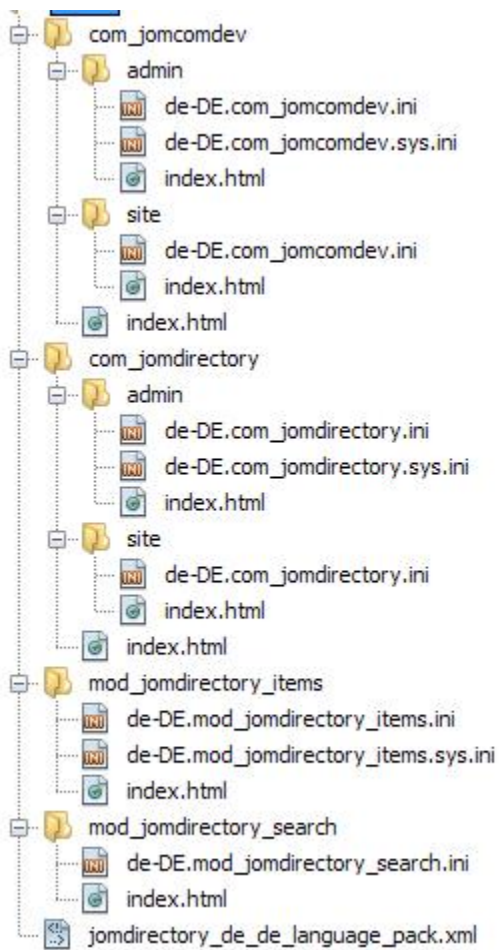 com_jomcomdev
admin
de-DE.com_jomcomdev.ini
de-DE.com_jomcomdev.sys.ini
index.html
site
de-DE.com_jomcomdev.ini
index.html
index.html
com_jomdirectory
admin
de-DE.com_jomdirectory.ini
de-DE.com_jomdirectory.sys.ini
index.html
site
de-DE.com_jomdirectory.ini
index.html
index.html
mod_jomdirectory_items
de-DE.mod_jomdirectory_items.ini
de-DE.mod_jomdirectory_items.sys.ini
index.html
mod_jomdirectory_search
de-DE.mod_jomdirectory_search.ini
index.html
jomdirectory_de_de_language_pack.xml